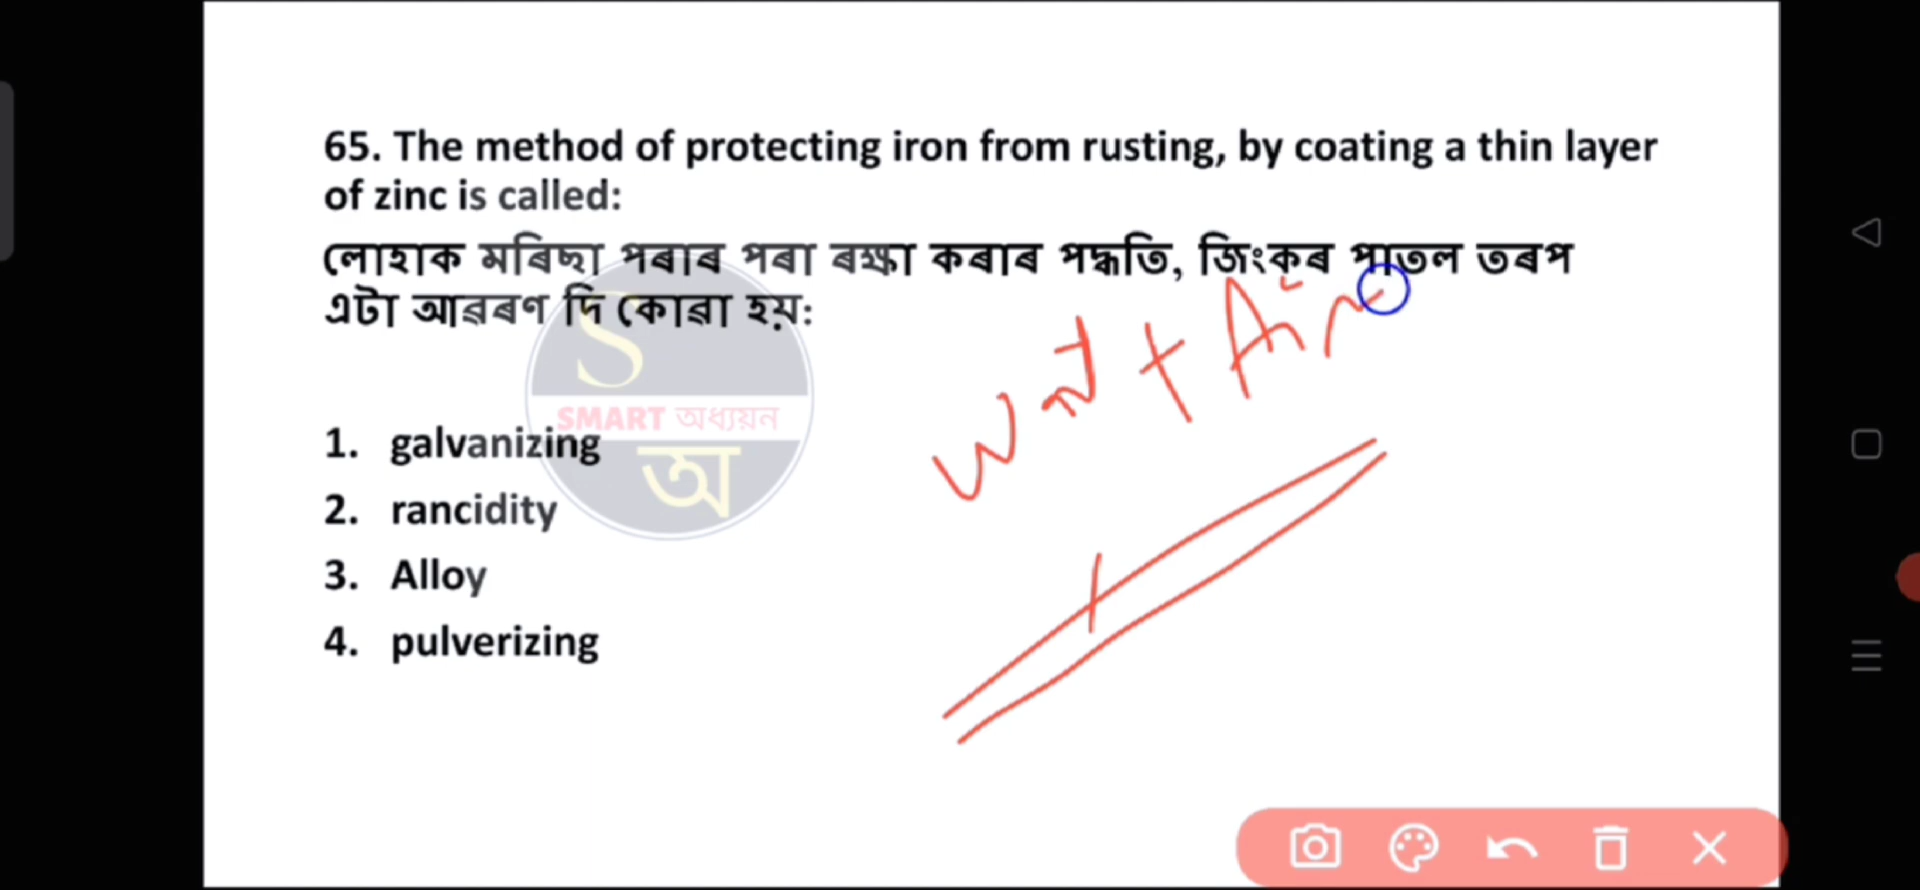 65. The method of protecting iron from rusting, by coating a thin layer
of zinc is called:
লোহাক মৰিছা পৰাৰ পৰা ৰক্ষা কৰাৰ পদ্ধতি, জিংকৰ পাতল তৰপ
এটা আৱৰণ দি কোৱা হয়:
S
SMART অধ্যয়ন
অ
1. galvanizing
2. rancidity
3. Alloy
4. pulverizing
+ Air